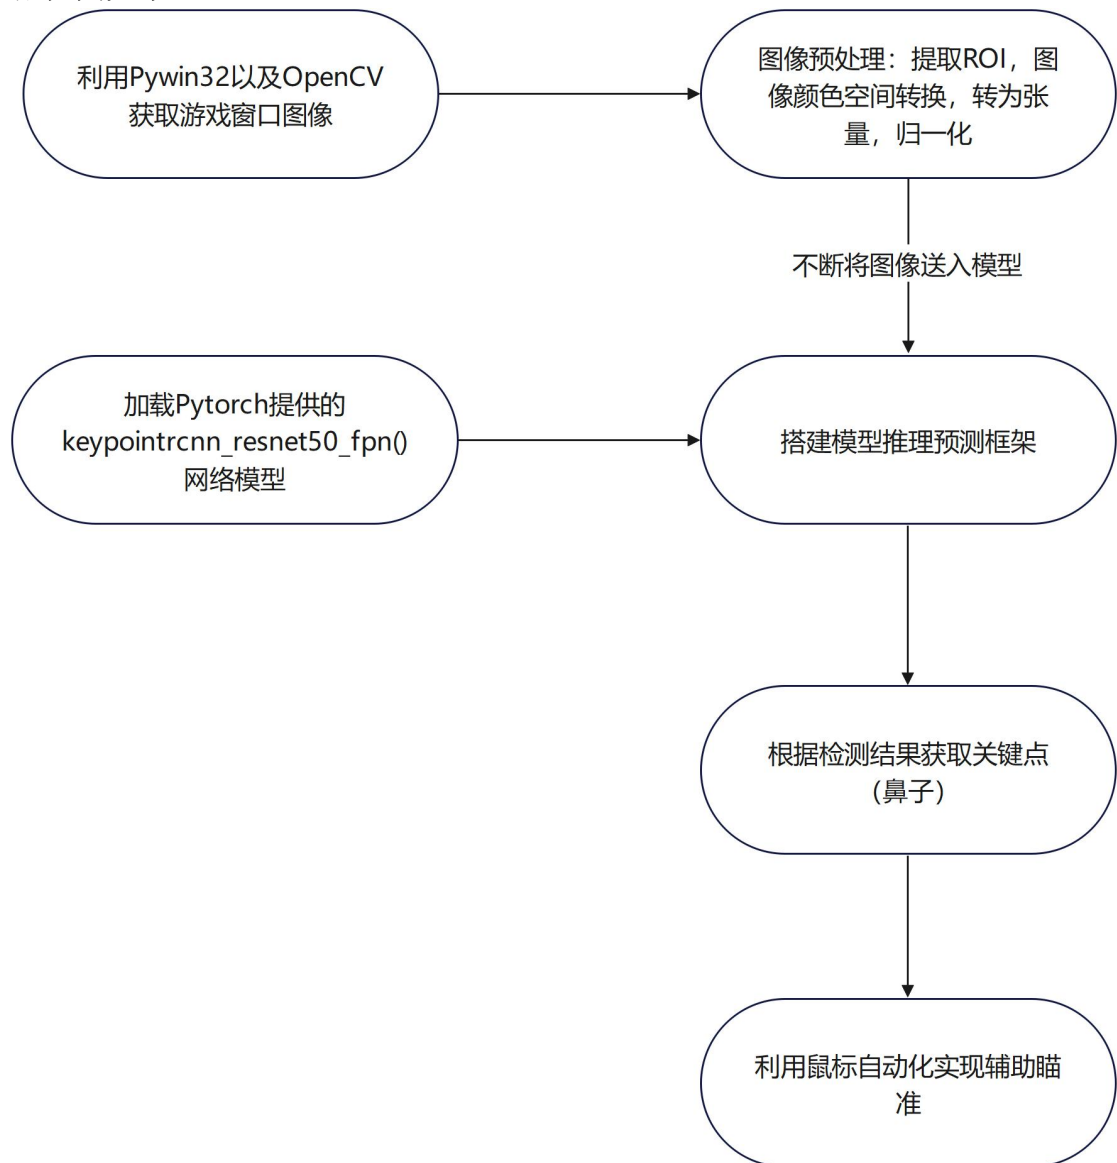 利用Pywin32以及OpenCV
获取游戏窗口图像
图像预处理：提取ROI，图
像颜色空间转换，转为张
量，归一化
不断将图像送入模型
加载Pytorch提供的
keypointrcnn_resnet50_fpn()
网络模型
搭建模型推理预测框架
根据检测结果获取关键点
（鼻子）
利用鼠标自动化实现辅助瞄
准